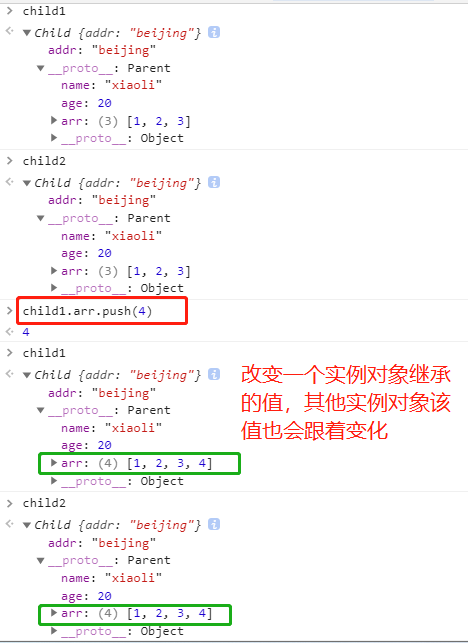 child1
Child {addr: "beijing"} i
addr: "beijing"
__proto__: Parent
name: "xiaoli"
age: 20
arr: (3) [1, 2, 3]
__proto__: Object
child2
Child {addr: "beijing"} i
addr: "beijing"
__proto__: Parent
name: "xiaoli"
age: 20
arr: (3) [1, 2, 3]
__proto__: Object
child1.arr.push(4)
4
child1
Child {addr: "beijing"} i
addr: "beijing"
__proto__: Parent
name: "xiaoli"
age: 20
arr: (4) [1, 2, 3, 4]
__proto__: Object
改变一个实例对象继承
的值，其他实例对象该
值也会跟着变化
child2
Child {addr: "beijing"} i
addr: "beijing"
__proto__: Parent
name: "xiaoli"
age: 20
arr: (4) [1, 2, 3, 4]
__proto__: Object